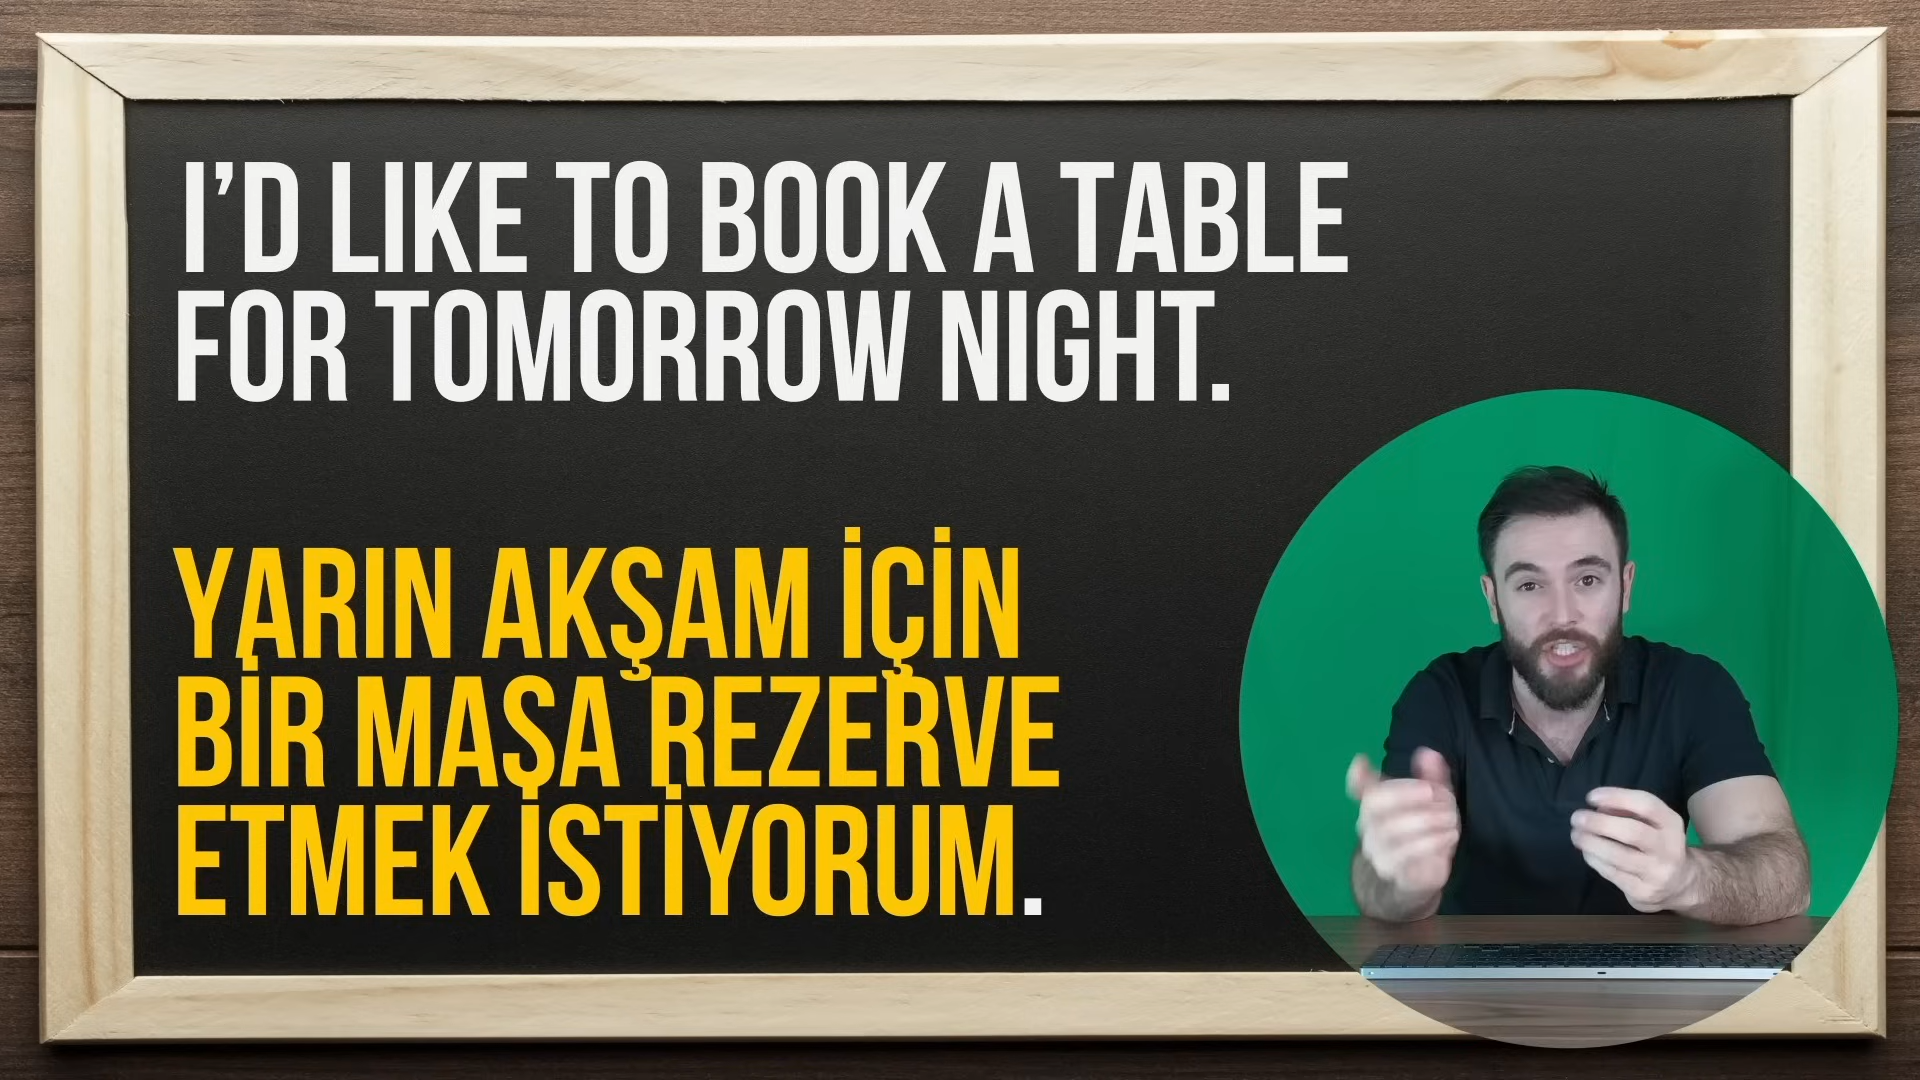 I'D LIKE TO BOOK A TABLE
FOR TOMORROW NIGHT.
YARIN AKŞAM İÇİN
BİR MASA REZERVE
ETMEK İSTİYORUM.